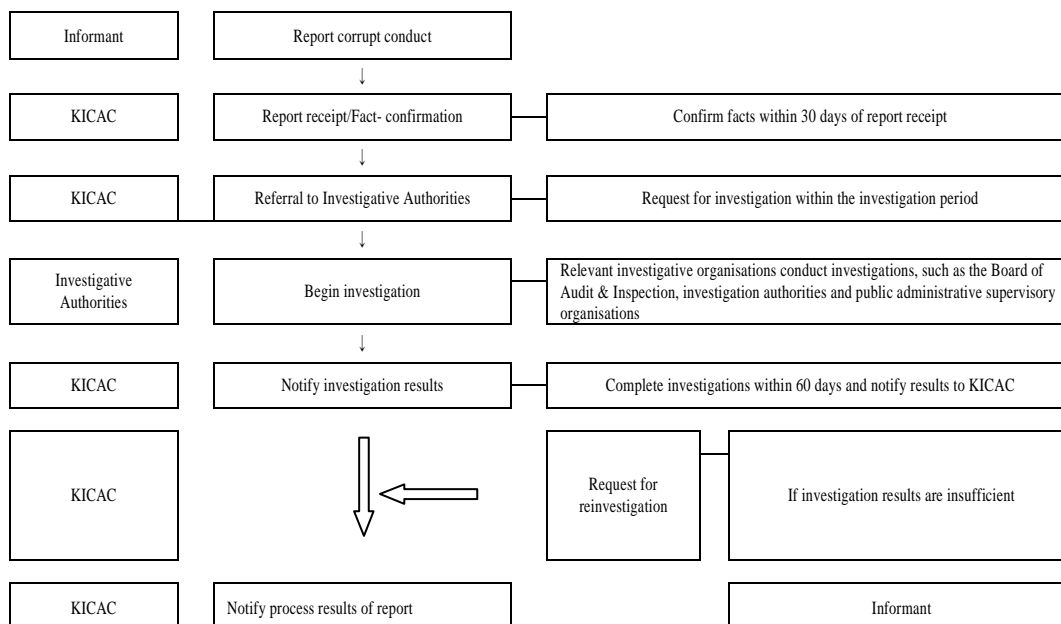 Informant
Report corrupt conduct
KICAC
Report receipt/Fact- confirmation
Confirm facts within 30 days of report receipt
KICAC
Referral to Investigative Authorities
Request for investigation within the investigation period
Investigative
Authorities
Begin investigation
Relevant investigative organisations conduct investigations, such as the Board of
Audit & Inspection, investigation authorities and public administrative supervisory
organisations
KICAC
Notify investigation results
Complete investigations within 60 days and notify results to KICAC
KICAC
Request for
reinvestigation
If investigation results are insufficient
KICAC
Notify process results of report
Informant